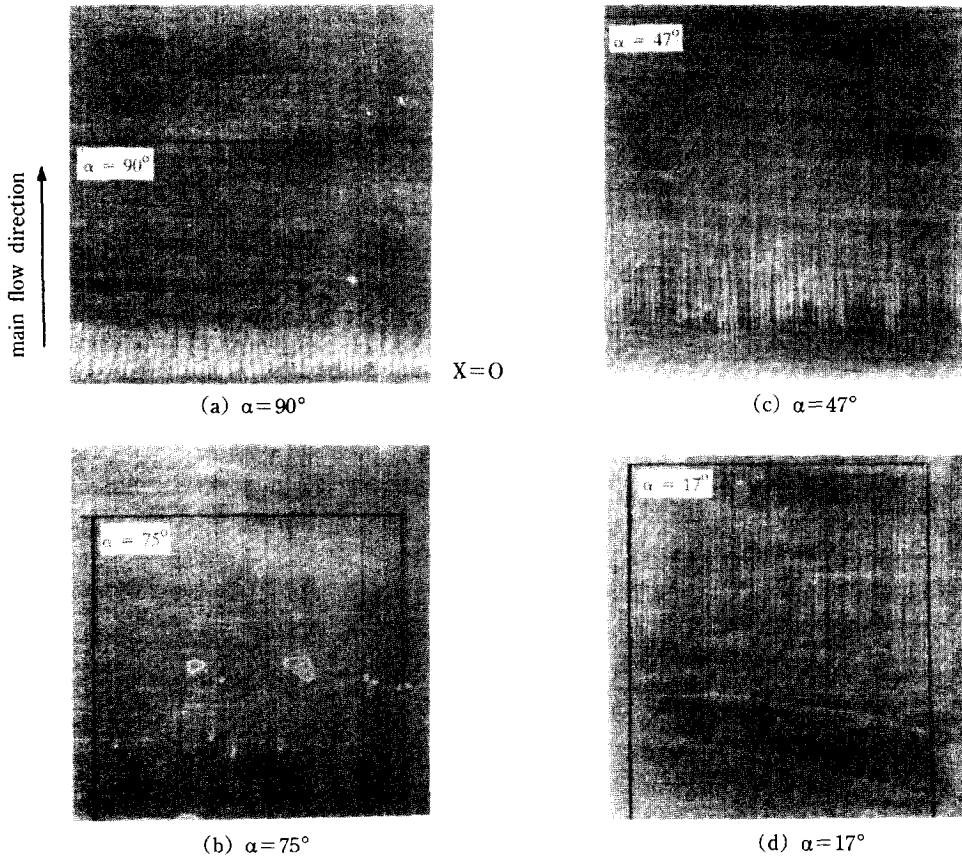 α = 90°
main flow direction
X=O
(a) α=90°
α = 47°
(c) α=47°
α = 75°
(b) α=75°
α = 17°
(d) α=17°